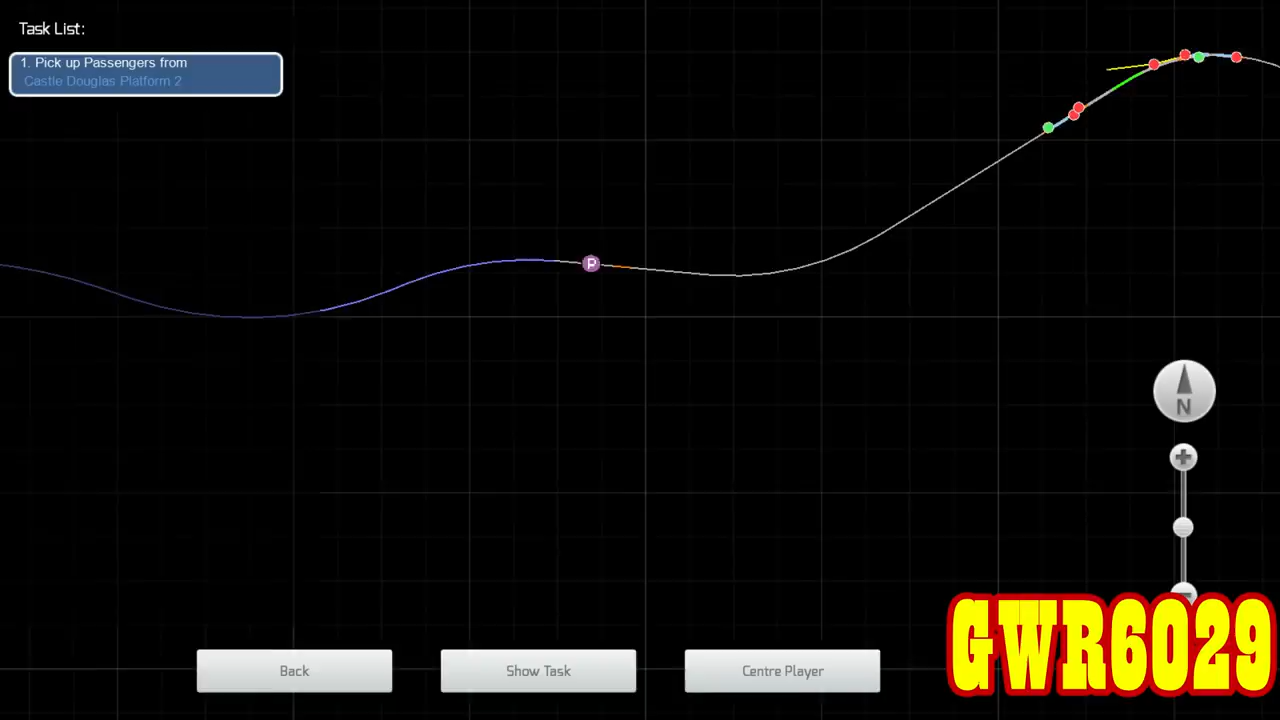 Task List:
1. Pick up Passengers from
Castle Douglas Platform 2
P
N
Back
Show Task
Centre Player
GWR6029